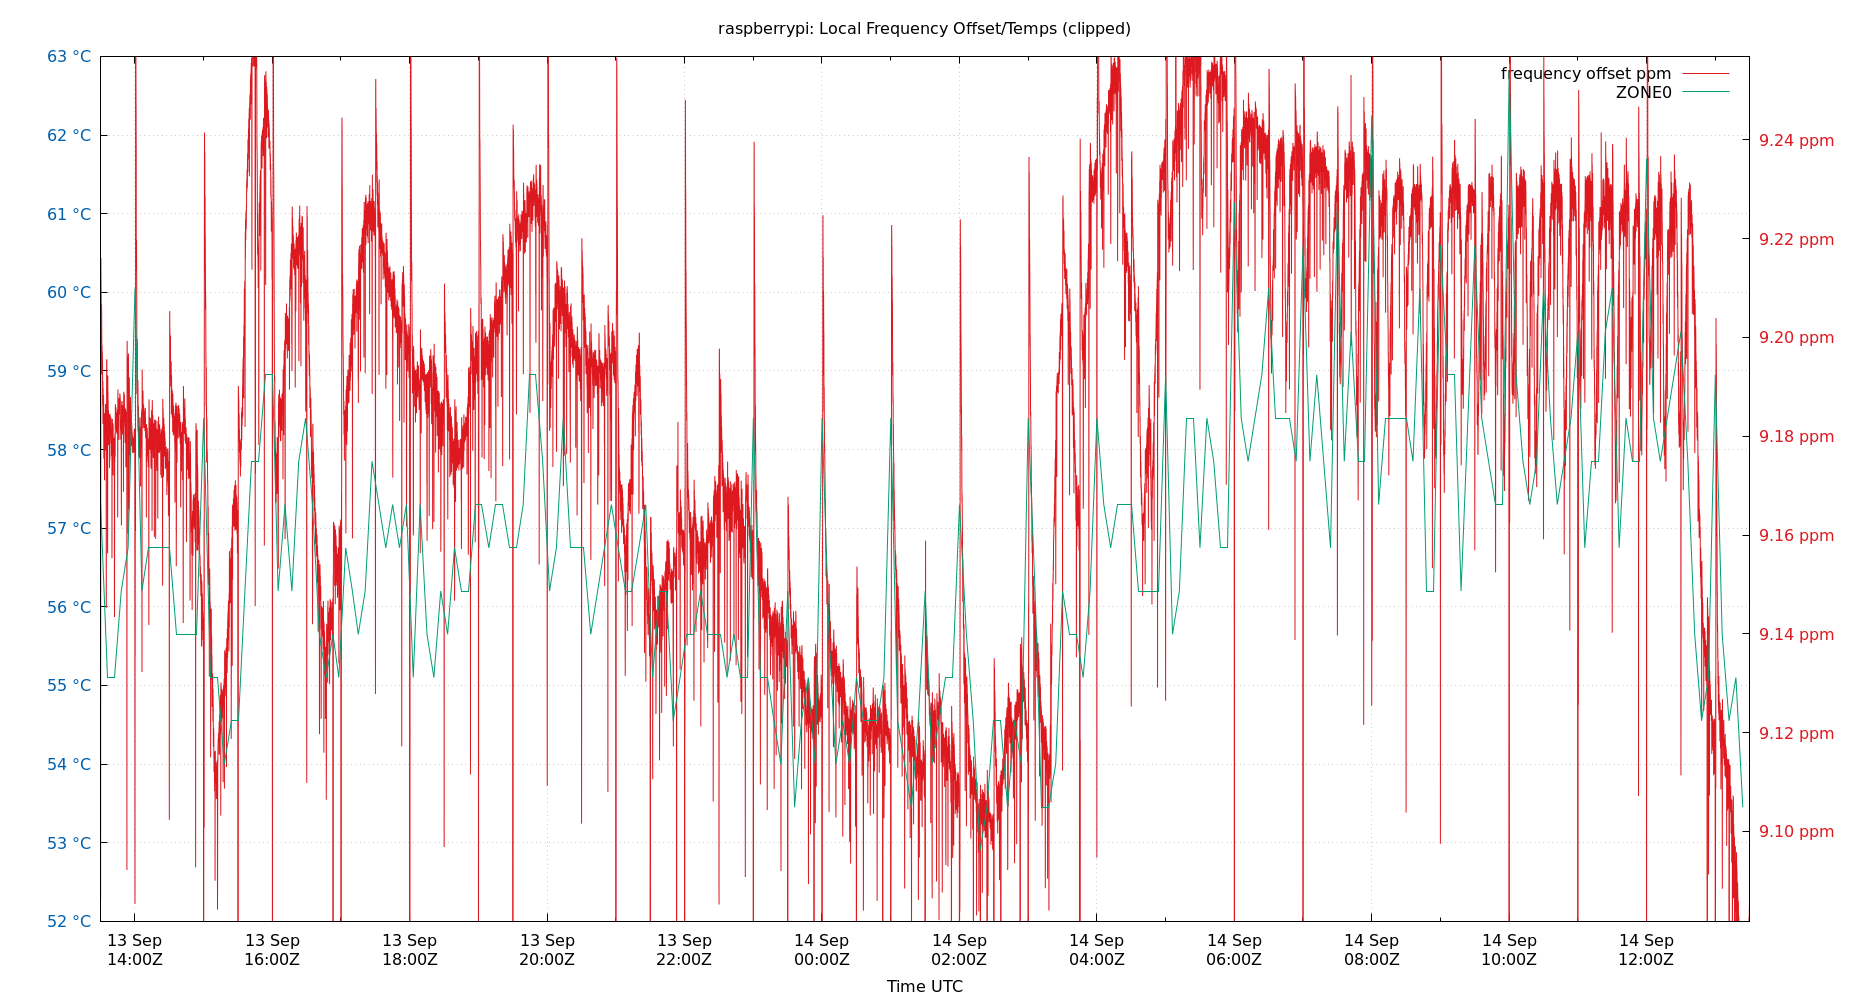 raspberrypi: Local Frequency Offset/Temps (clipped)
63 °C
62 °C
61 °C
60 °C
59 °C
58 °C
57 °C
56 °C
55 °C
54 °C
53 °C
52 °C
frequency offset ppm
ZONE0
9.24 ppm
9.22 ppm
9.20 ppm
9.18 ppm
9.16 ppm
9.14 ppm
9.12 ppm
9.10 ppm
13 Sep 13 Sep 13 Sep 13 Sep 13 Sep 14 Sep 14 Sep 14 Sep 14 Sep 14 Sep 14 Sep 14 Sep
14:00Z 16:00Z 18:00Z 20:00Z 22:00Z 00:00Z 02:00Z 04:00Z 06:00Z 08:00Z 10:00Z 12:00Z
Time UTC